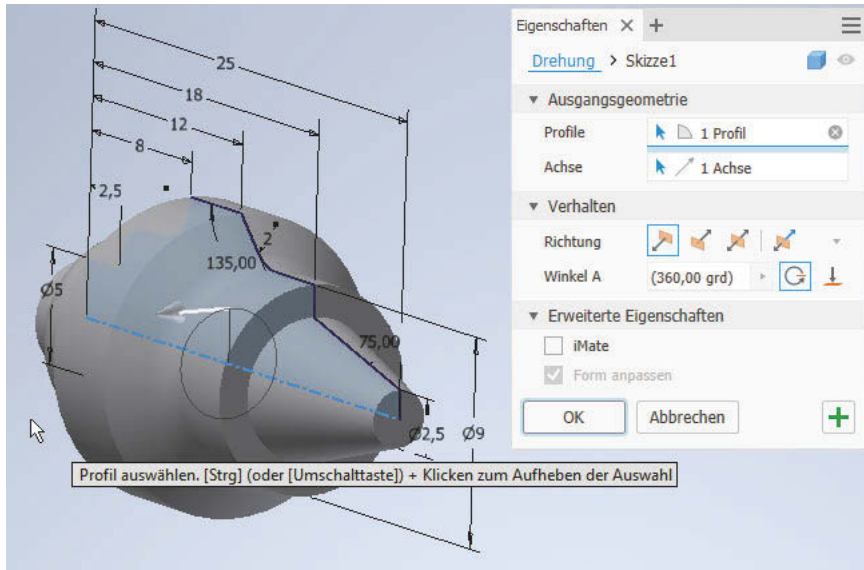 25
18
12
8
2,5
2
135,00
Ø5
75,00
Ø2,5
Ø9
Profil auswählen. [Strg] (oder [Umschalttaste]) + Klicken zum Aufheben der Auswahl
Eigenschaften × +
Drehung > Skizze1
Ausgangsgeometrie
Profile 1 Profil
Achse 1 Achse
Verhalten
Richtung
Winkel A (360,00 grd)
Erweiterte Eigenschaften
iMate
Form anpassen
OK Abbrechen +